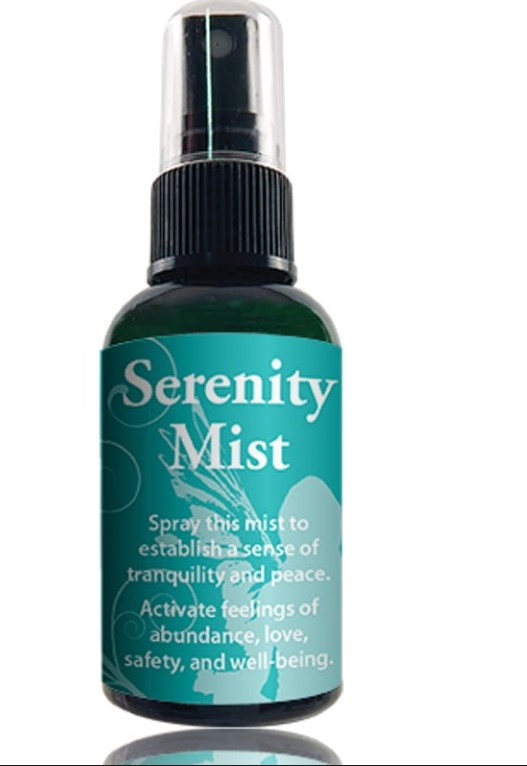 Serenity
Mist
Spray this mist to
establish a sense of
tranquility and peace.
Activate feelings of
abundance, love,
safety, and well-being.